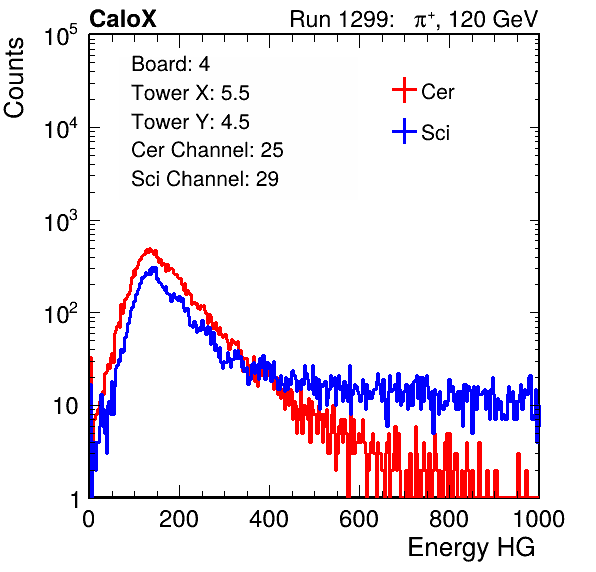 CaloX Run 1299: π⁺, 120 GeV
Counts
10⁵
10⁴
10³
10²
10
1
Board: 4
Tower X: 5.5
Tower Y: 4.5
Cer Channel: 25
Sci Channel: 29
Cer
Sci
0 200 400 600 800 1000
Energy HG